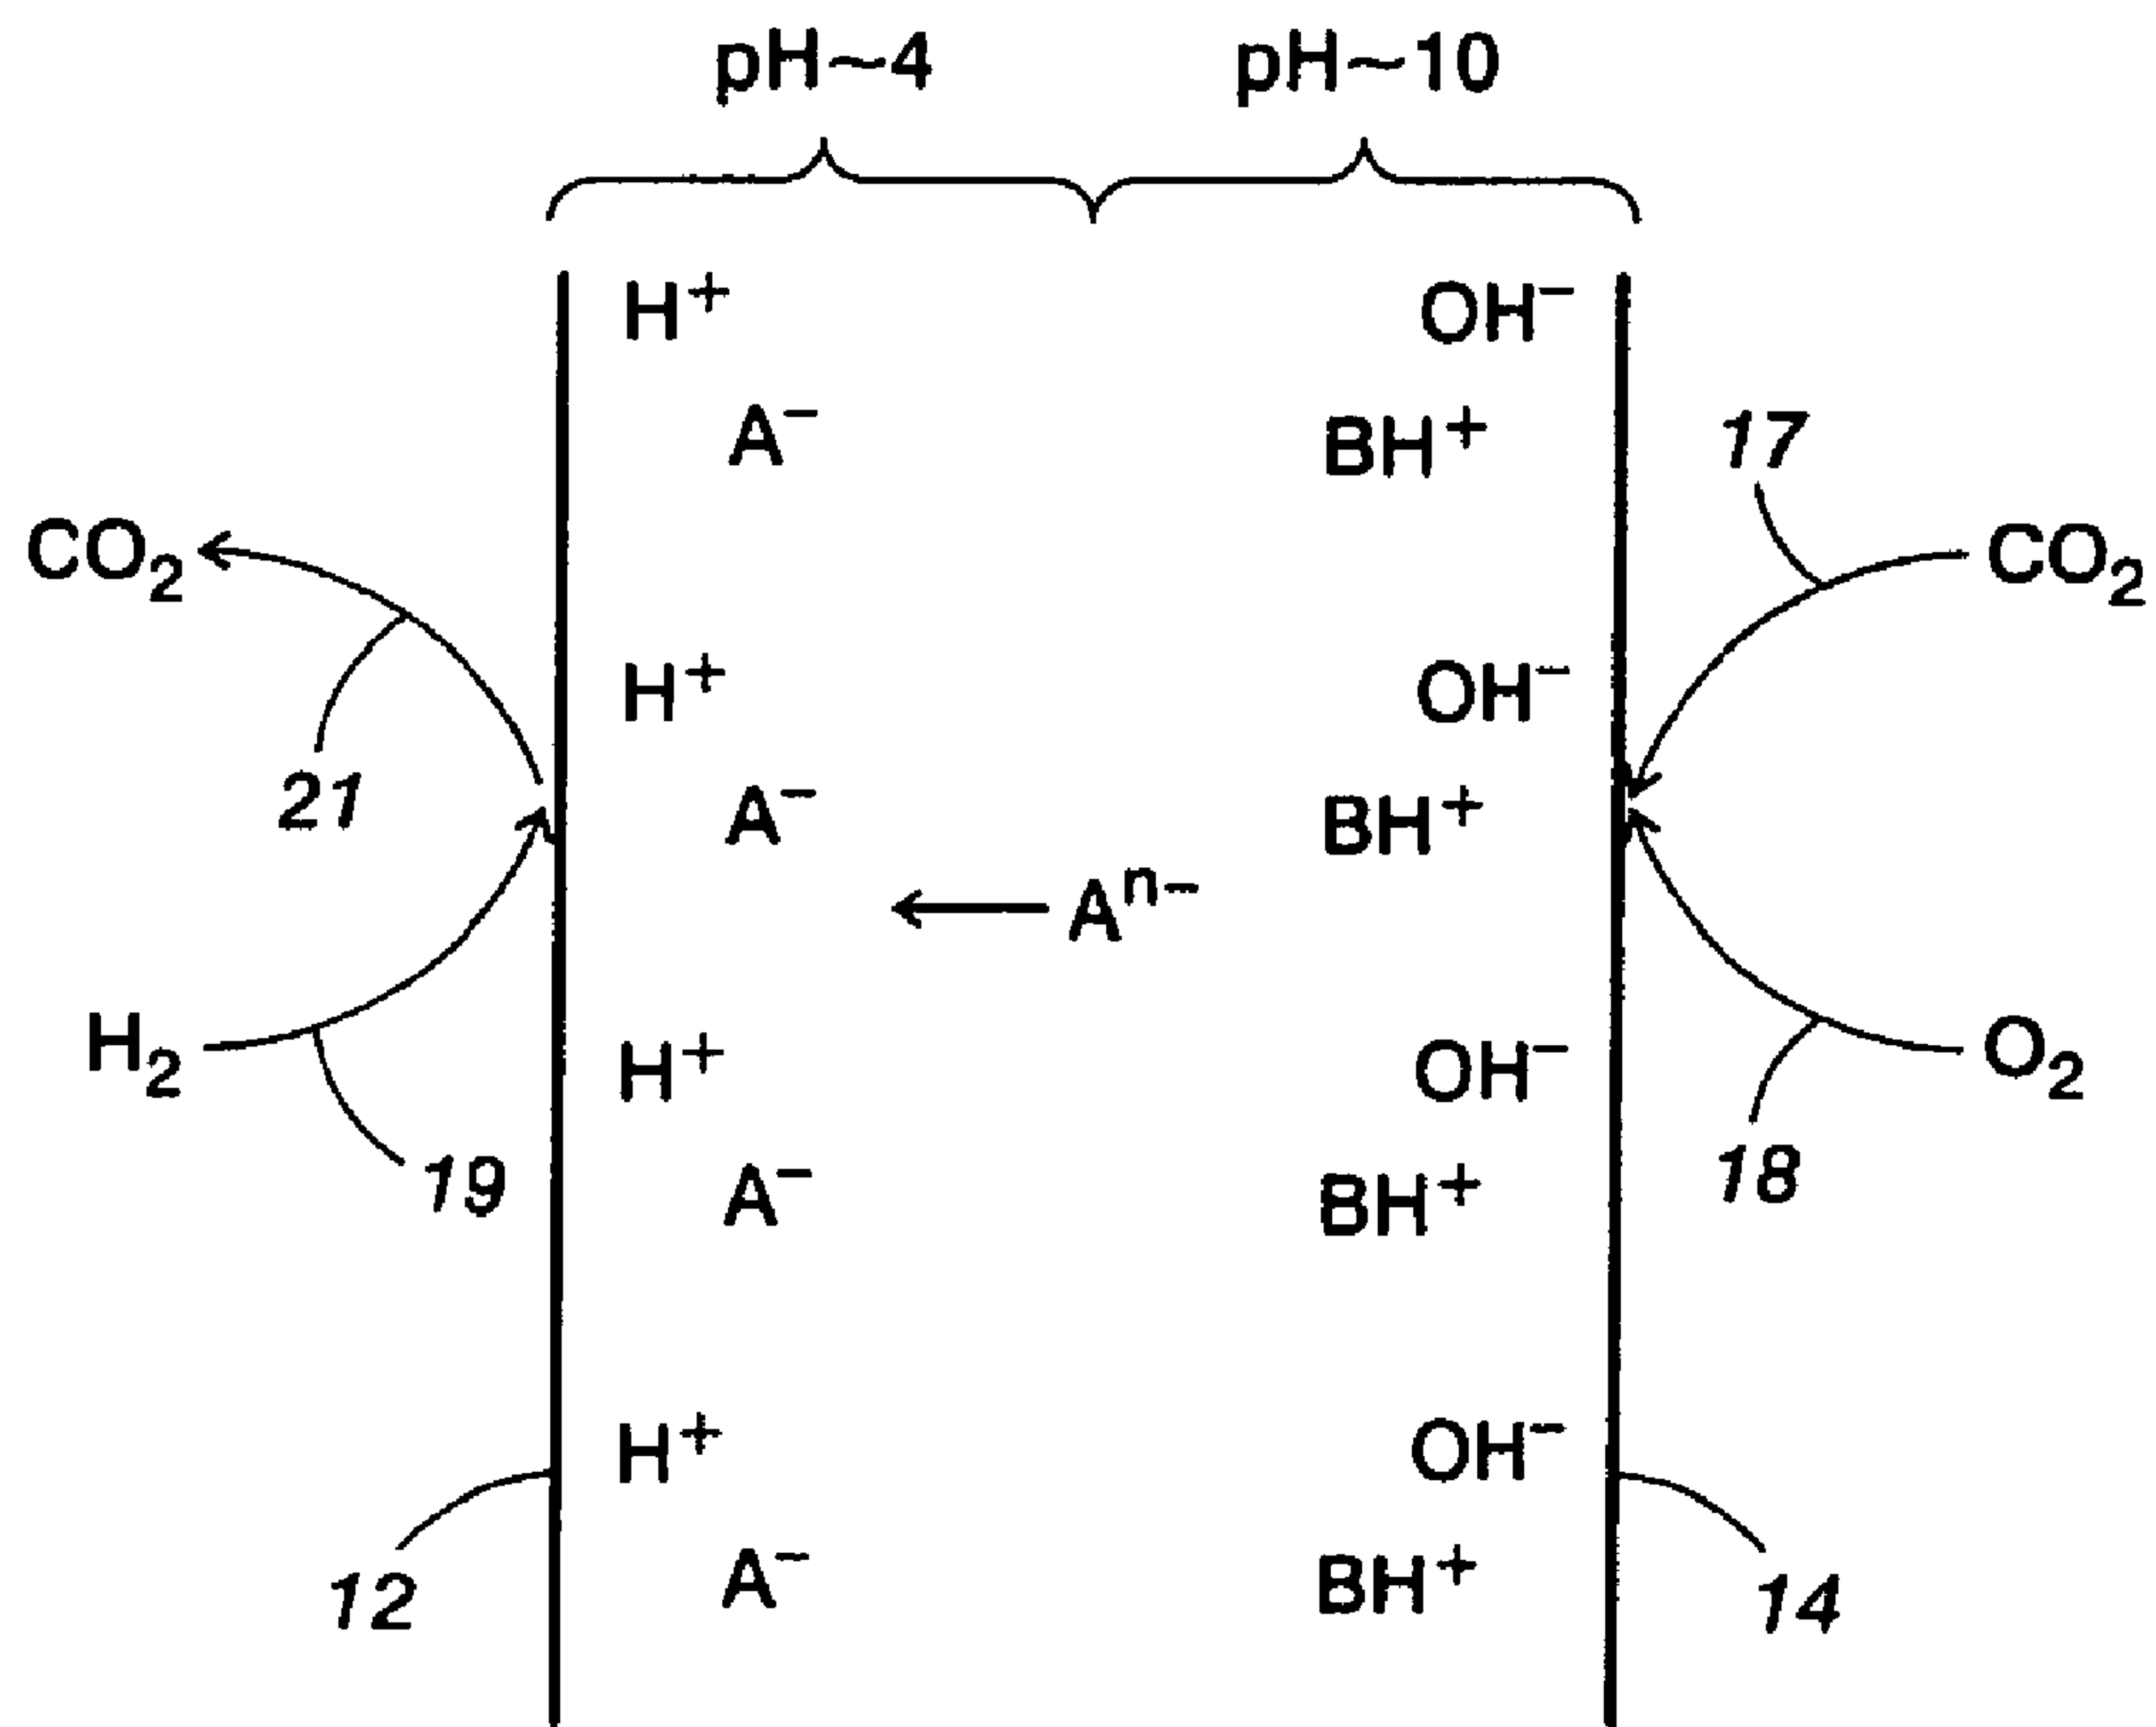 pH~4 pH~10
H⁺ OH⁻
A⁻ BH⁺ 17
CO₂ CO₂
H⁺ OH⁻
21 A⁻ BH⁺
Aⁿ⁻
H₂ H⁺ OH⁻ O₂
19 A⁻ BH⁺ 18
H⁺ OH⁻
12 A⁻ BH⁺ 14